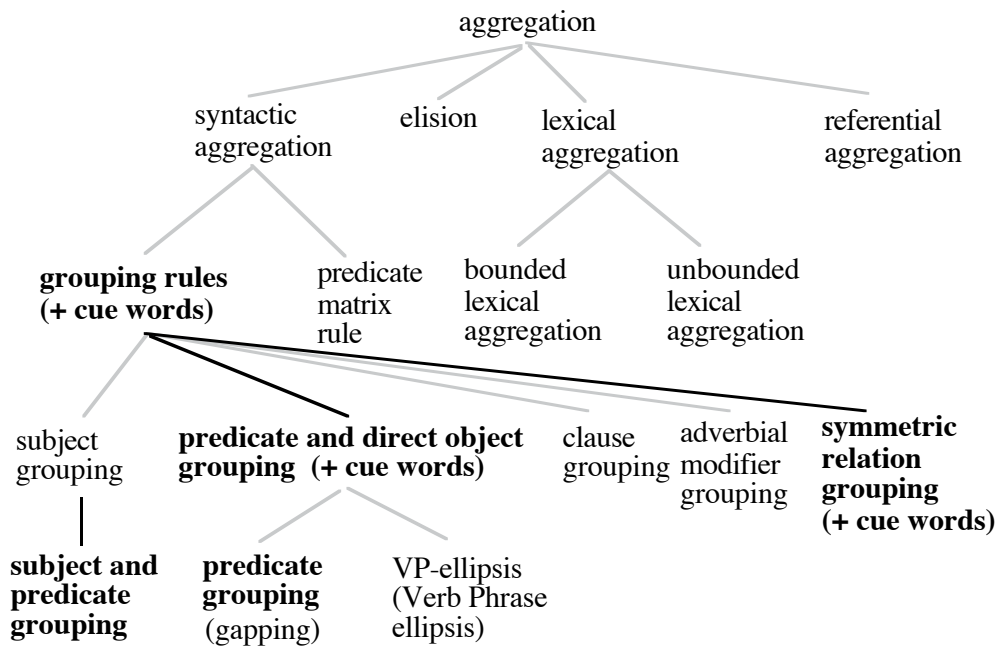 aggregation
syntactic
aggregation
elision
lexical
aggregation
referential
aggregation
grouping rules
(+ cue words)
predicate
matrix
rule
bounded
lexical
aggregation
unbounded
lexical
aggregation
subject
grouping
predicate and direct object
grouping (+ cue words)
clause
grouping
adverbial
modifier
grouping
symmetric
relation
grouping
(+ cue words)
subject and
predicate
grouping
predicate
grouping
(gapping)
VP-ellipsis
(Verb Phrase
ellipsis)